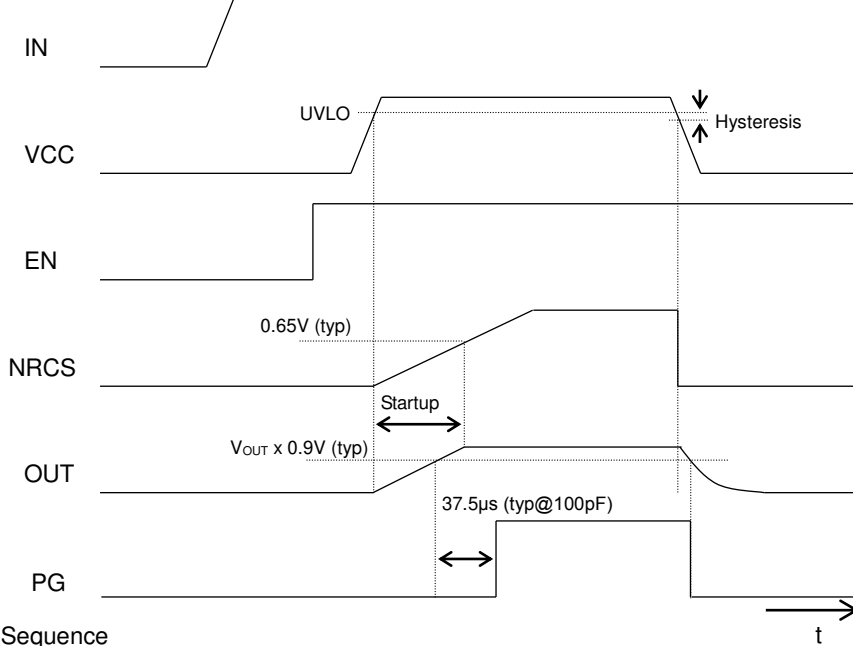 IN
UVLO
Hysteresis
VCC
EN
0.65V (typ)
NRCS
Startup
VOUT x 0.9V (typ)
OUT
37.5µs (typ@100pF)
PG
Sequence
t